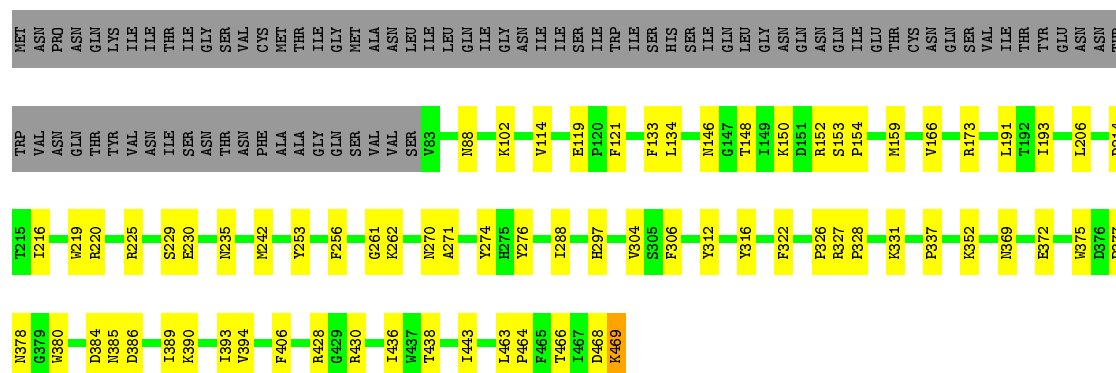 MET ASN PRO ASN GLN LYS ILE ILE THR ILE GLY SER VAL CYS MET THR ILE GLY MET ALA ASN LEU ILE LEU GLN ILE GLY ASN ILE ILE SER ILE TRP ILE SER HIS SER ILE GLN LEU GLY ASN GLN ASN GLN ILE GLU THR CYS ASN GLN SER VAL ILE THR TYR GLU ASN ASN
TRP VAL ASN GLN THR TYR VAL ASN ILE SER ASN THR ASN PHE ALA ALA GLY GLN SER VAL VAL SER V83 N88 K102 V114 E119 P120 F121 F133 L134 N146 G147 T148 I149 K150 D151 R152 S153 P154 M159 V166 R173 L191 T192 I193 L206
T215 I216 W219 R220 R225 S229 E230 N235 M242 Y253 F256 G261 K262 N270 A271 Y274 H275 Y276 I288 H297 V304 S305 F306 Y312 Y316 F322 P326 R327 P328 K331 P337 K352 N369 E372 W375 D376
N378 G379 W380 D384 N385 D386 I389 K390 I393 V394 F406 R428 G429 R430 I436 W437 T438 I443 L463 P464 F465 T466 I467 D468 K469